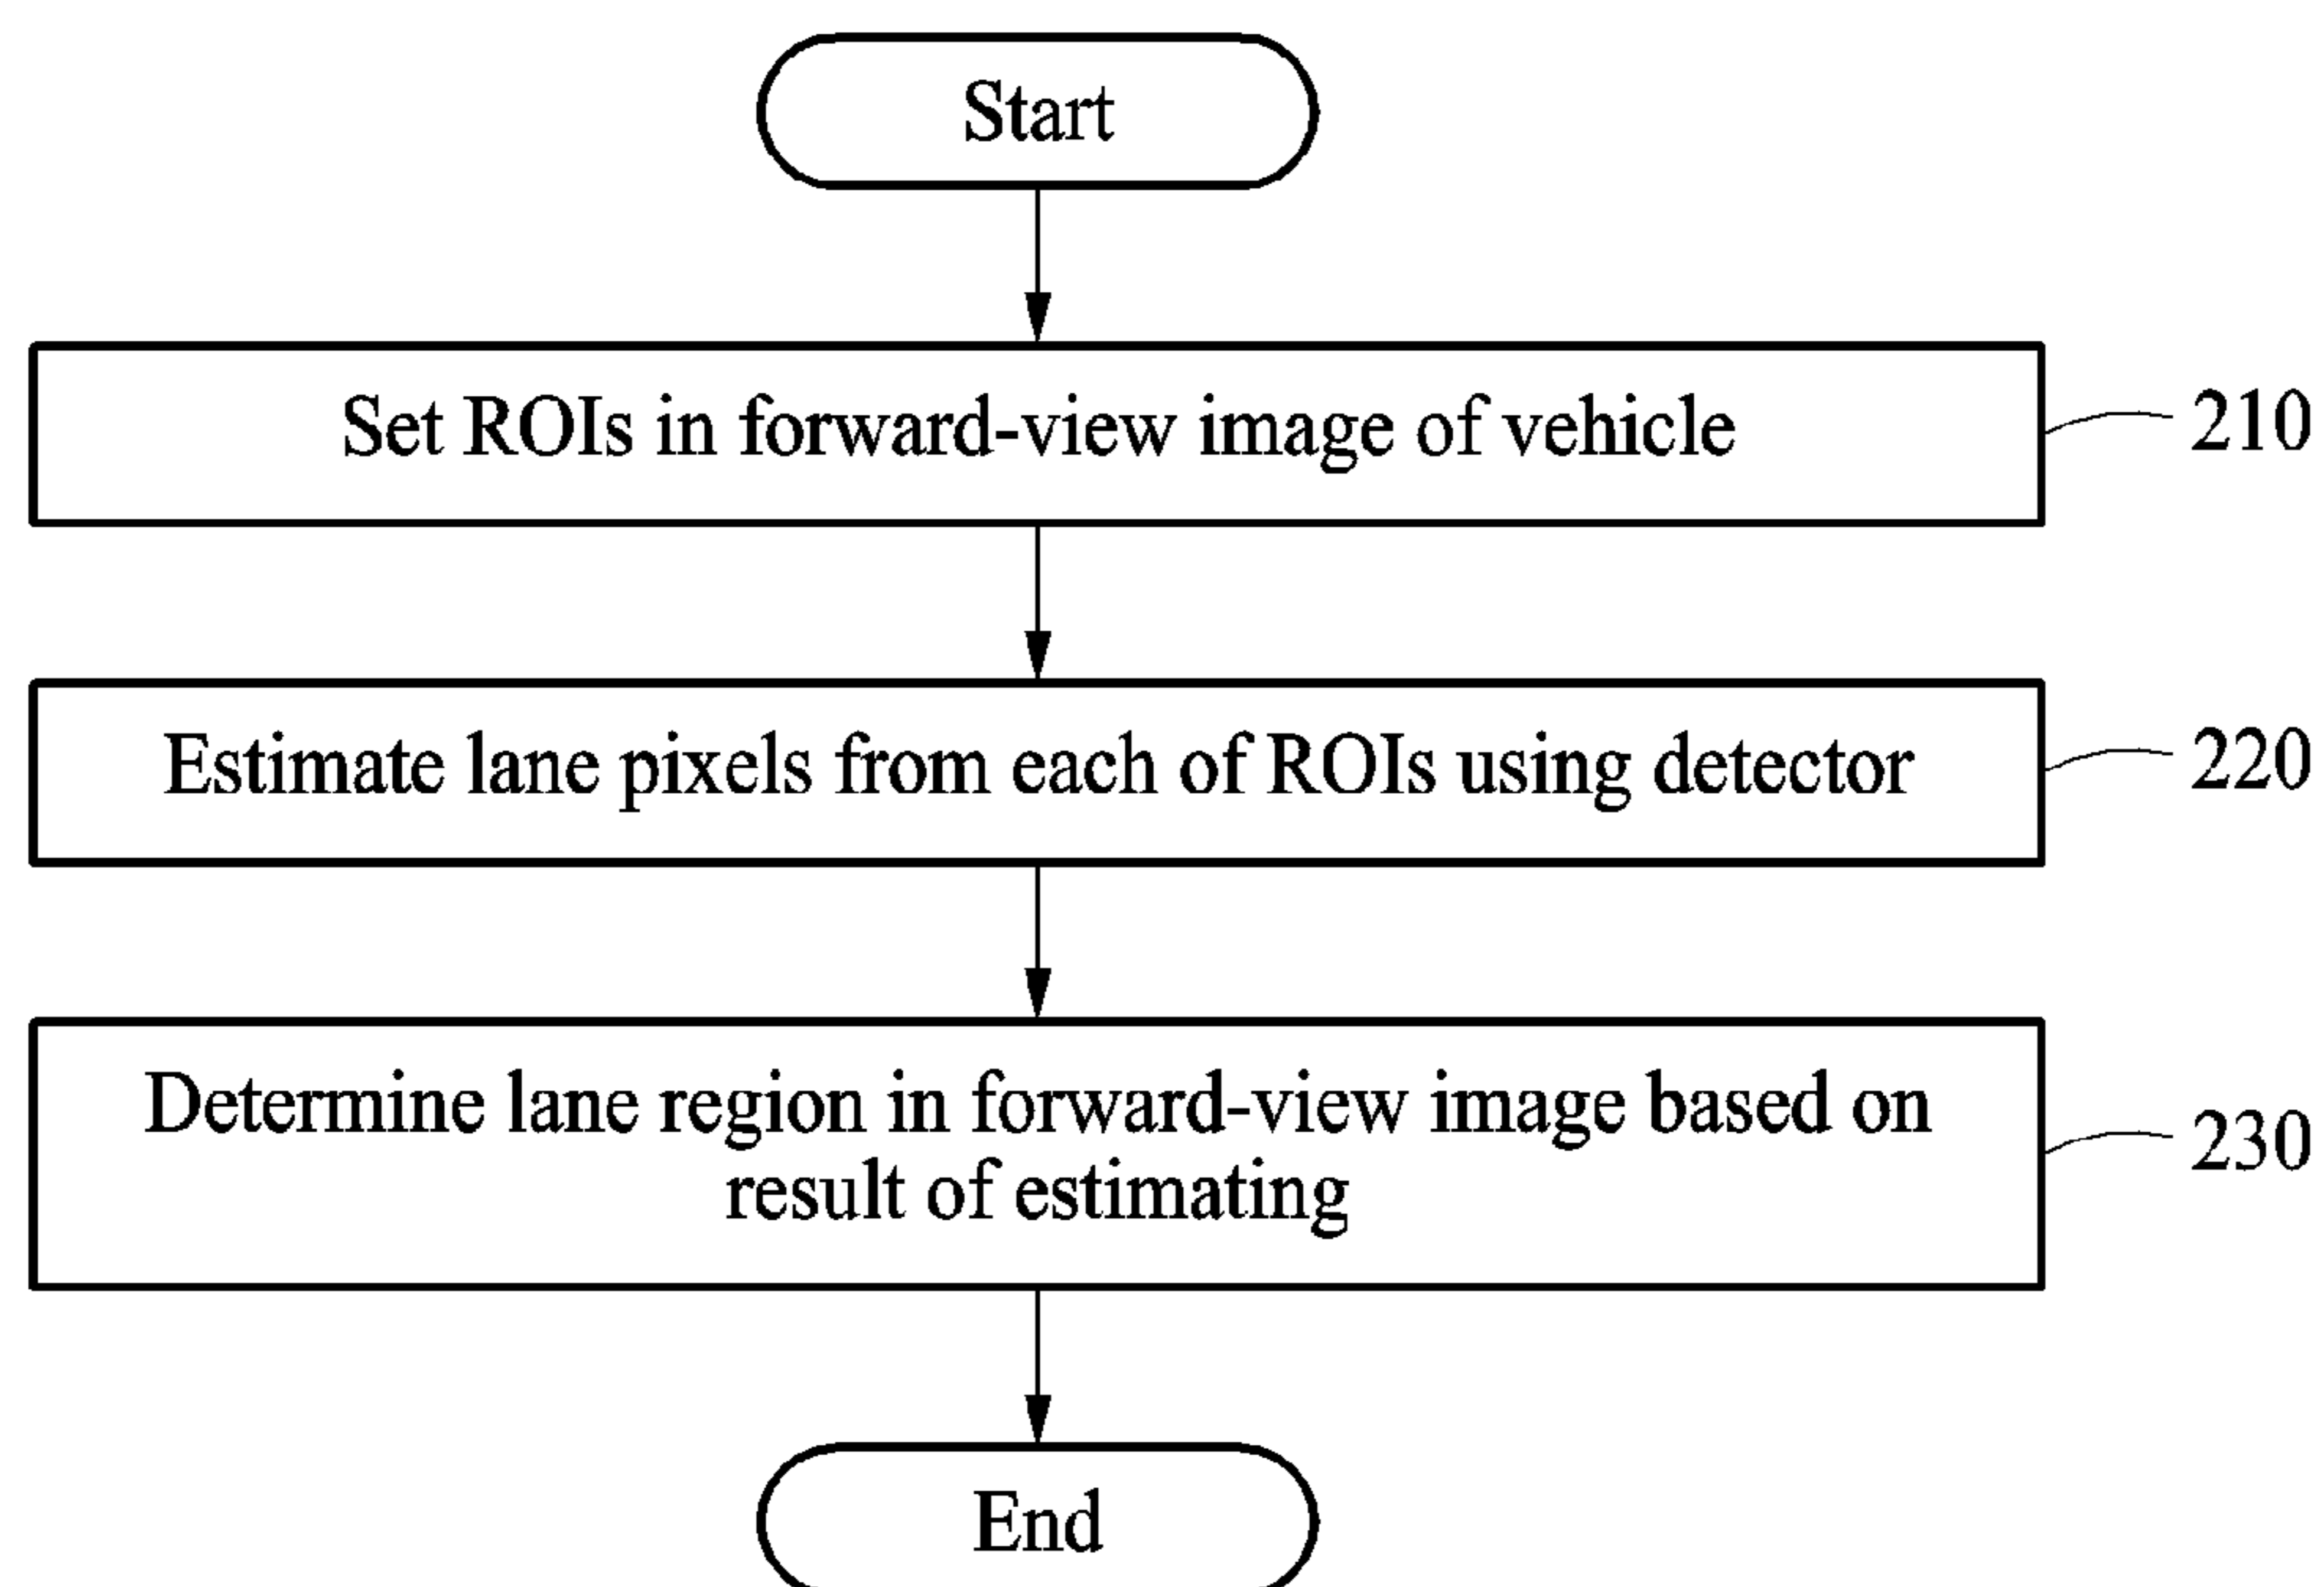 Start
Set ROIs in forward-view image of vehicle
210
Estimate lane pixels from each of ROIs using detector
220
Determine lane region in forward-view image based on
result of estimating
230
End